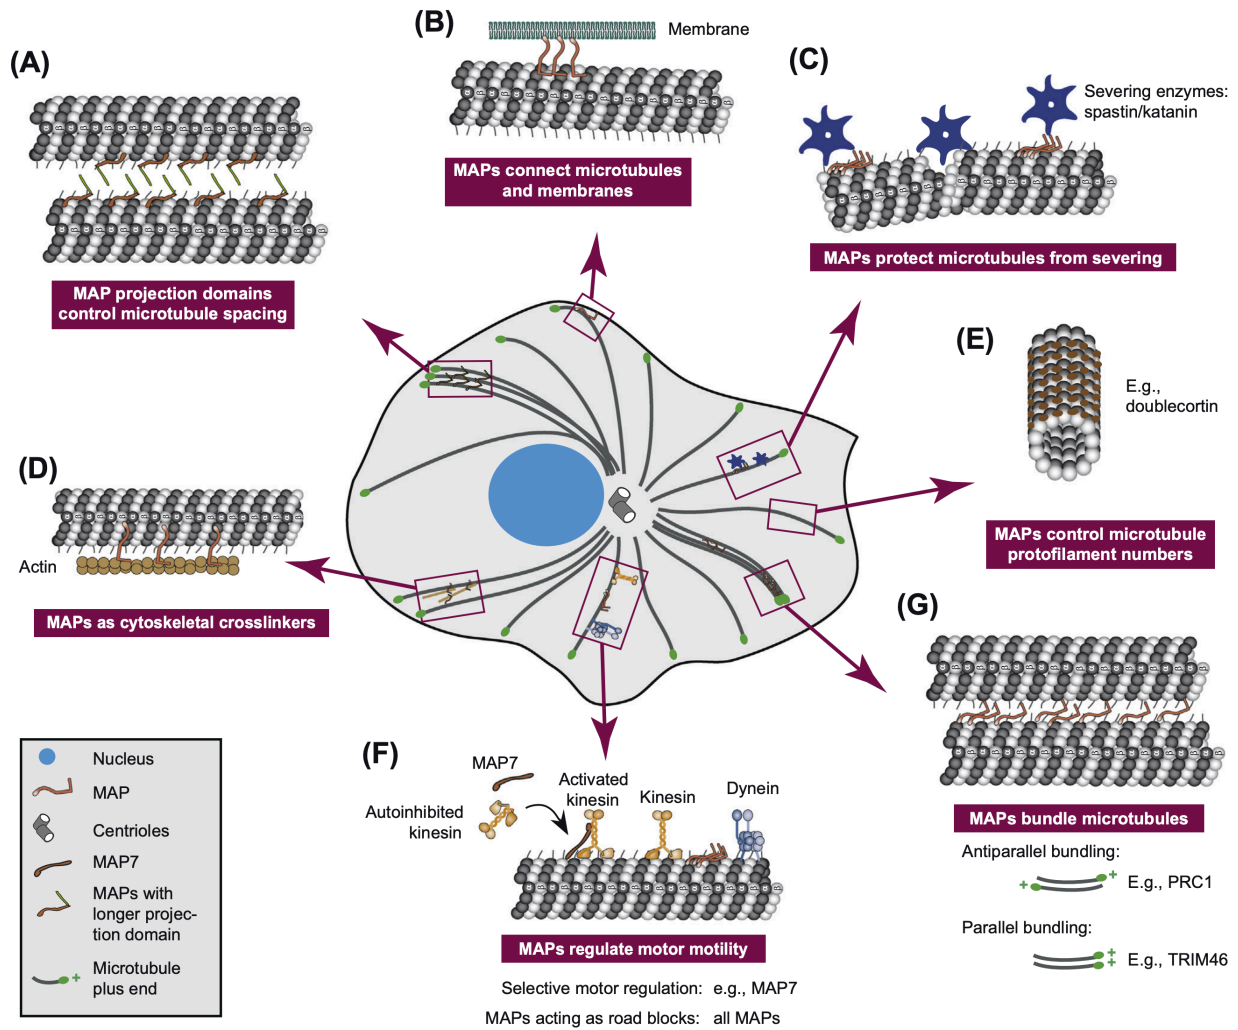 (A)
MAP projection domains
control microtubule spacing
(B)
Membrane
MAPs connect microtubules
and membranes
(C)
Severing enzymes:
spastin/katanin
MAPs protect microtubules from severing
(D)
Actin
MAPs as cytoskeletal crosslinkers
(E)
E.g.,
doublecortin
MAPs control microtubule
protofilament numbers
(F)
MAP7
Autoinhibited
kinesin
Activated
kinesin
Kinesin
Dynein
MAPs regulate motor motility
Selective motor regulation: e.g., MAP7
MAPs acting as road blocks: all MAPs
(G)
MAPs bundle microtubules
Antiparallel bundling:
+ + E.g., PRC1
Parallel bundling:
+ + E.g., TRIM46
Nucleus
MAP
Centrioles
MAP7
MAPs with
longer projec-
tion domain
+ Microtubule
plus end